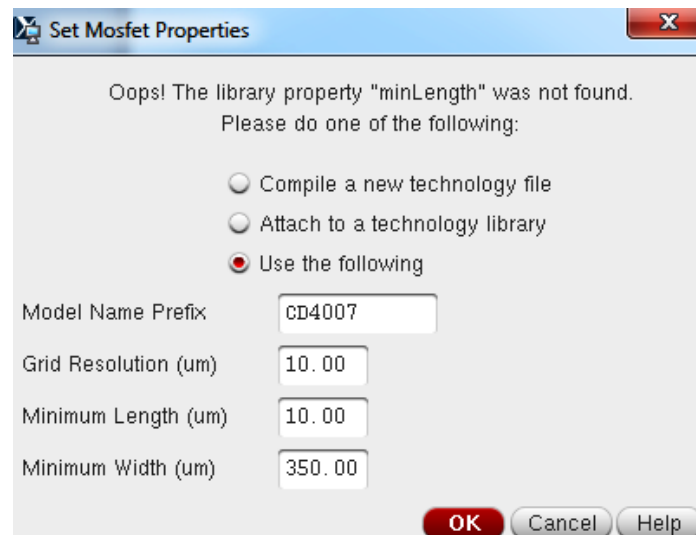 Set Mosfet Properties
Oops! The library property "minLength" was not found.
Please do one of the following:
Compile a new technology file
Attach to a technology library
Use the following
Model Name Prefix CD4007
Grid Resolution (um) 10.00
Minimum Length (um) 10.00
Minimum Width (um) 350.00
OK Cancel Help